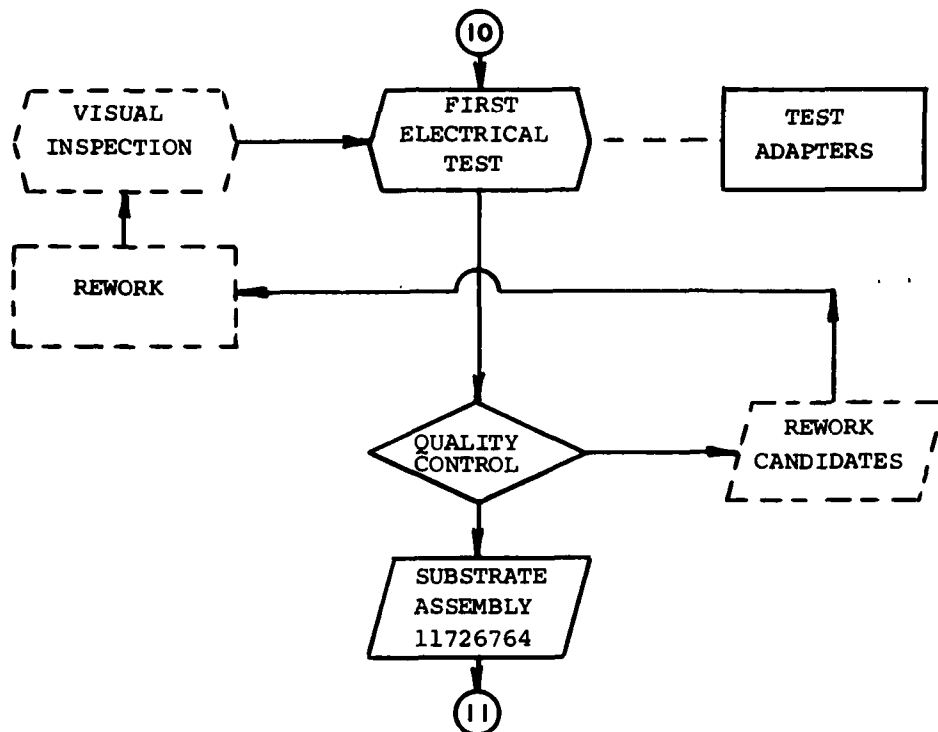 10
VISUAL
INSPECTION
FIRST
ELECTRICAL
TEST
TEST
ADAPTERS
REWORK
QUALITY
CONTROL
REWORK
CANDIDATES
SUBSTRATE
ASSEMBLY
11726764
11